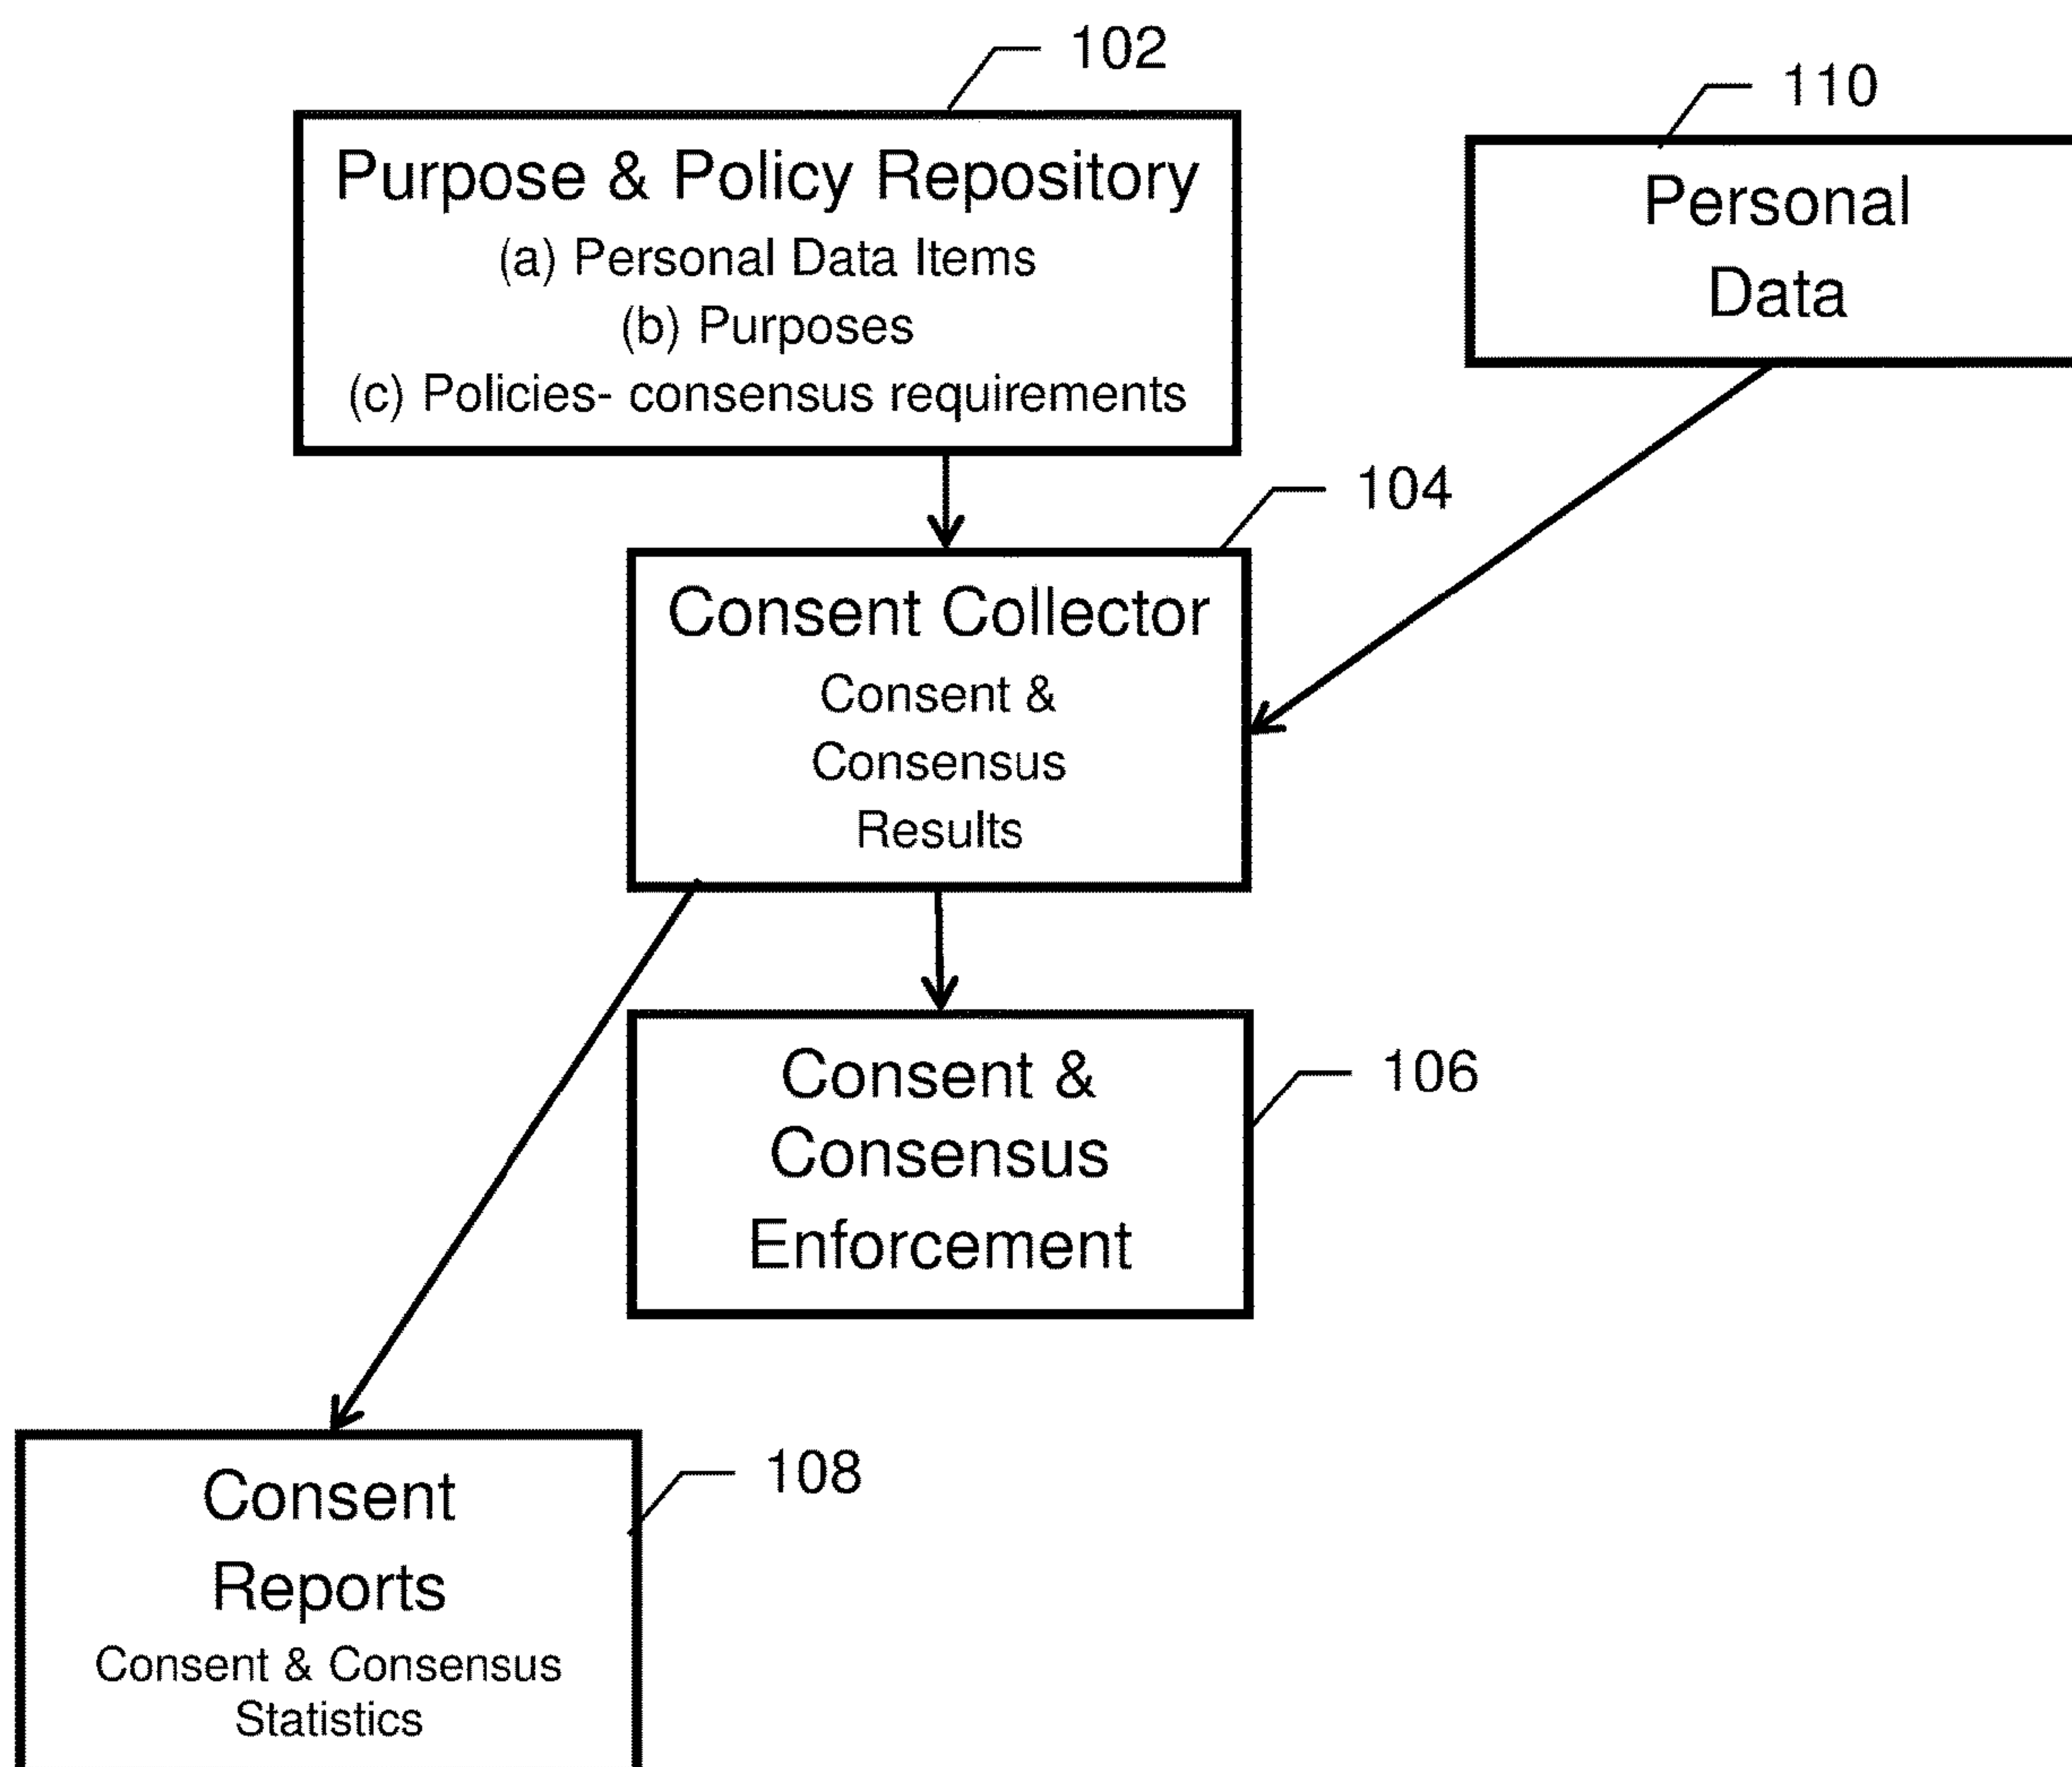 102
Purpose & Policy Repository
(a) Personal Data Items
(b) Purposes
(c) Policies- consensus requirements
110
Personal
Data
104
Consent Collector
Consent &
Consensus
Results
106
Consent &
Consensus
Enforcement
108
Consent
Reports
Consent & Consensus
Statistics